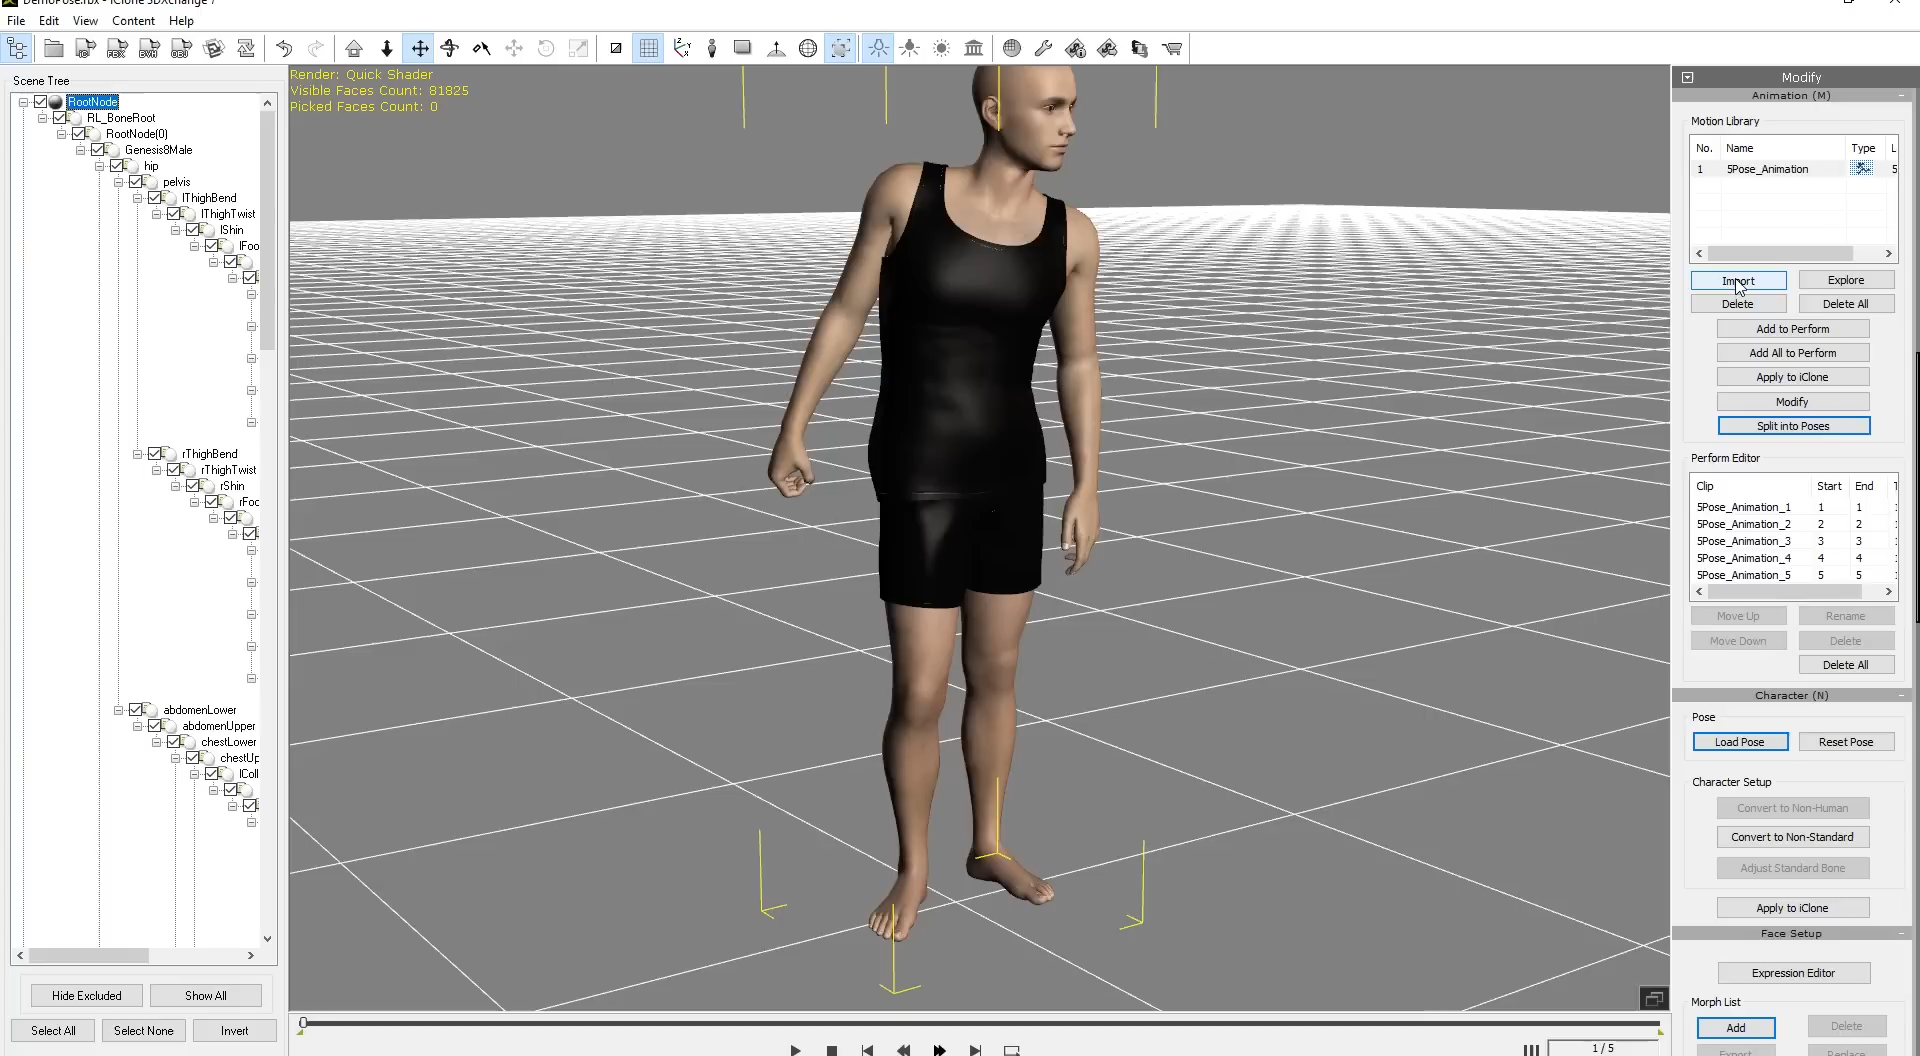 DemoPose.fbx - iClone 3DXchange 7
File Edit View Content Help
Scene Tree
RootNode
RL_BoneRoot
RootNode(0)
Genesis8Male
hip
pelvis
lThighBend
lThighTwist
lShin
lFoo
rThighBend
rThighTwist
rShin
rFoo
abdomenLower
abdomenUpper
chestLower
chestUp
lColl
Hide Excluded Show All
Select All Select None Invert
Render: Quick Shader
Visible Faces Count: 81825
Picked Faces Count: 0
1 / 5
Modify
Animation (M)
Motion Library
No. Name Type L
1 5Pose_Animation 5
Import Explore
Delete Delete All
Add to Perform
Add All to Perform
Apply to iClone
Modify
Split into Poses
Perform Editor
Clip Start End
5Pose_Animation_1 1 1
5Pose_Animation_2 2 2
5Pose_Animation_3 3 3
5Pose_Animation_4 4 4
5Pose_Animation_5 5 5
Move Up Rename
Move Down Delete
Delete All
Character (N)
Pose
Load Pose Reset Pose
Character Setup
Convert to Non-Human
Convert to Non-Standard
Adjust Standard Bone
Apply to iClone
Face Setup
Expression Editor
Morph List
Add Delete
Export Replace